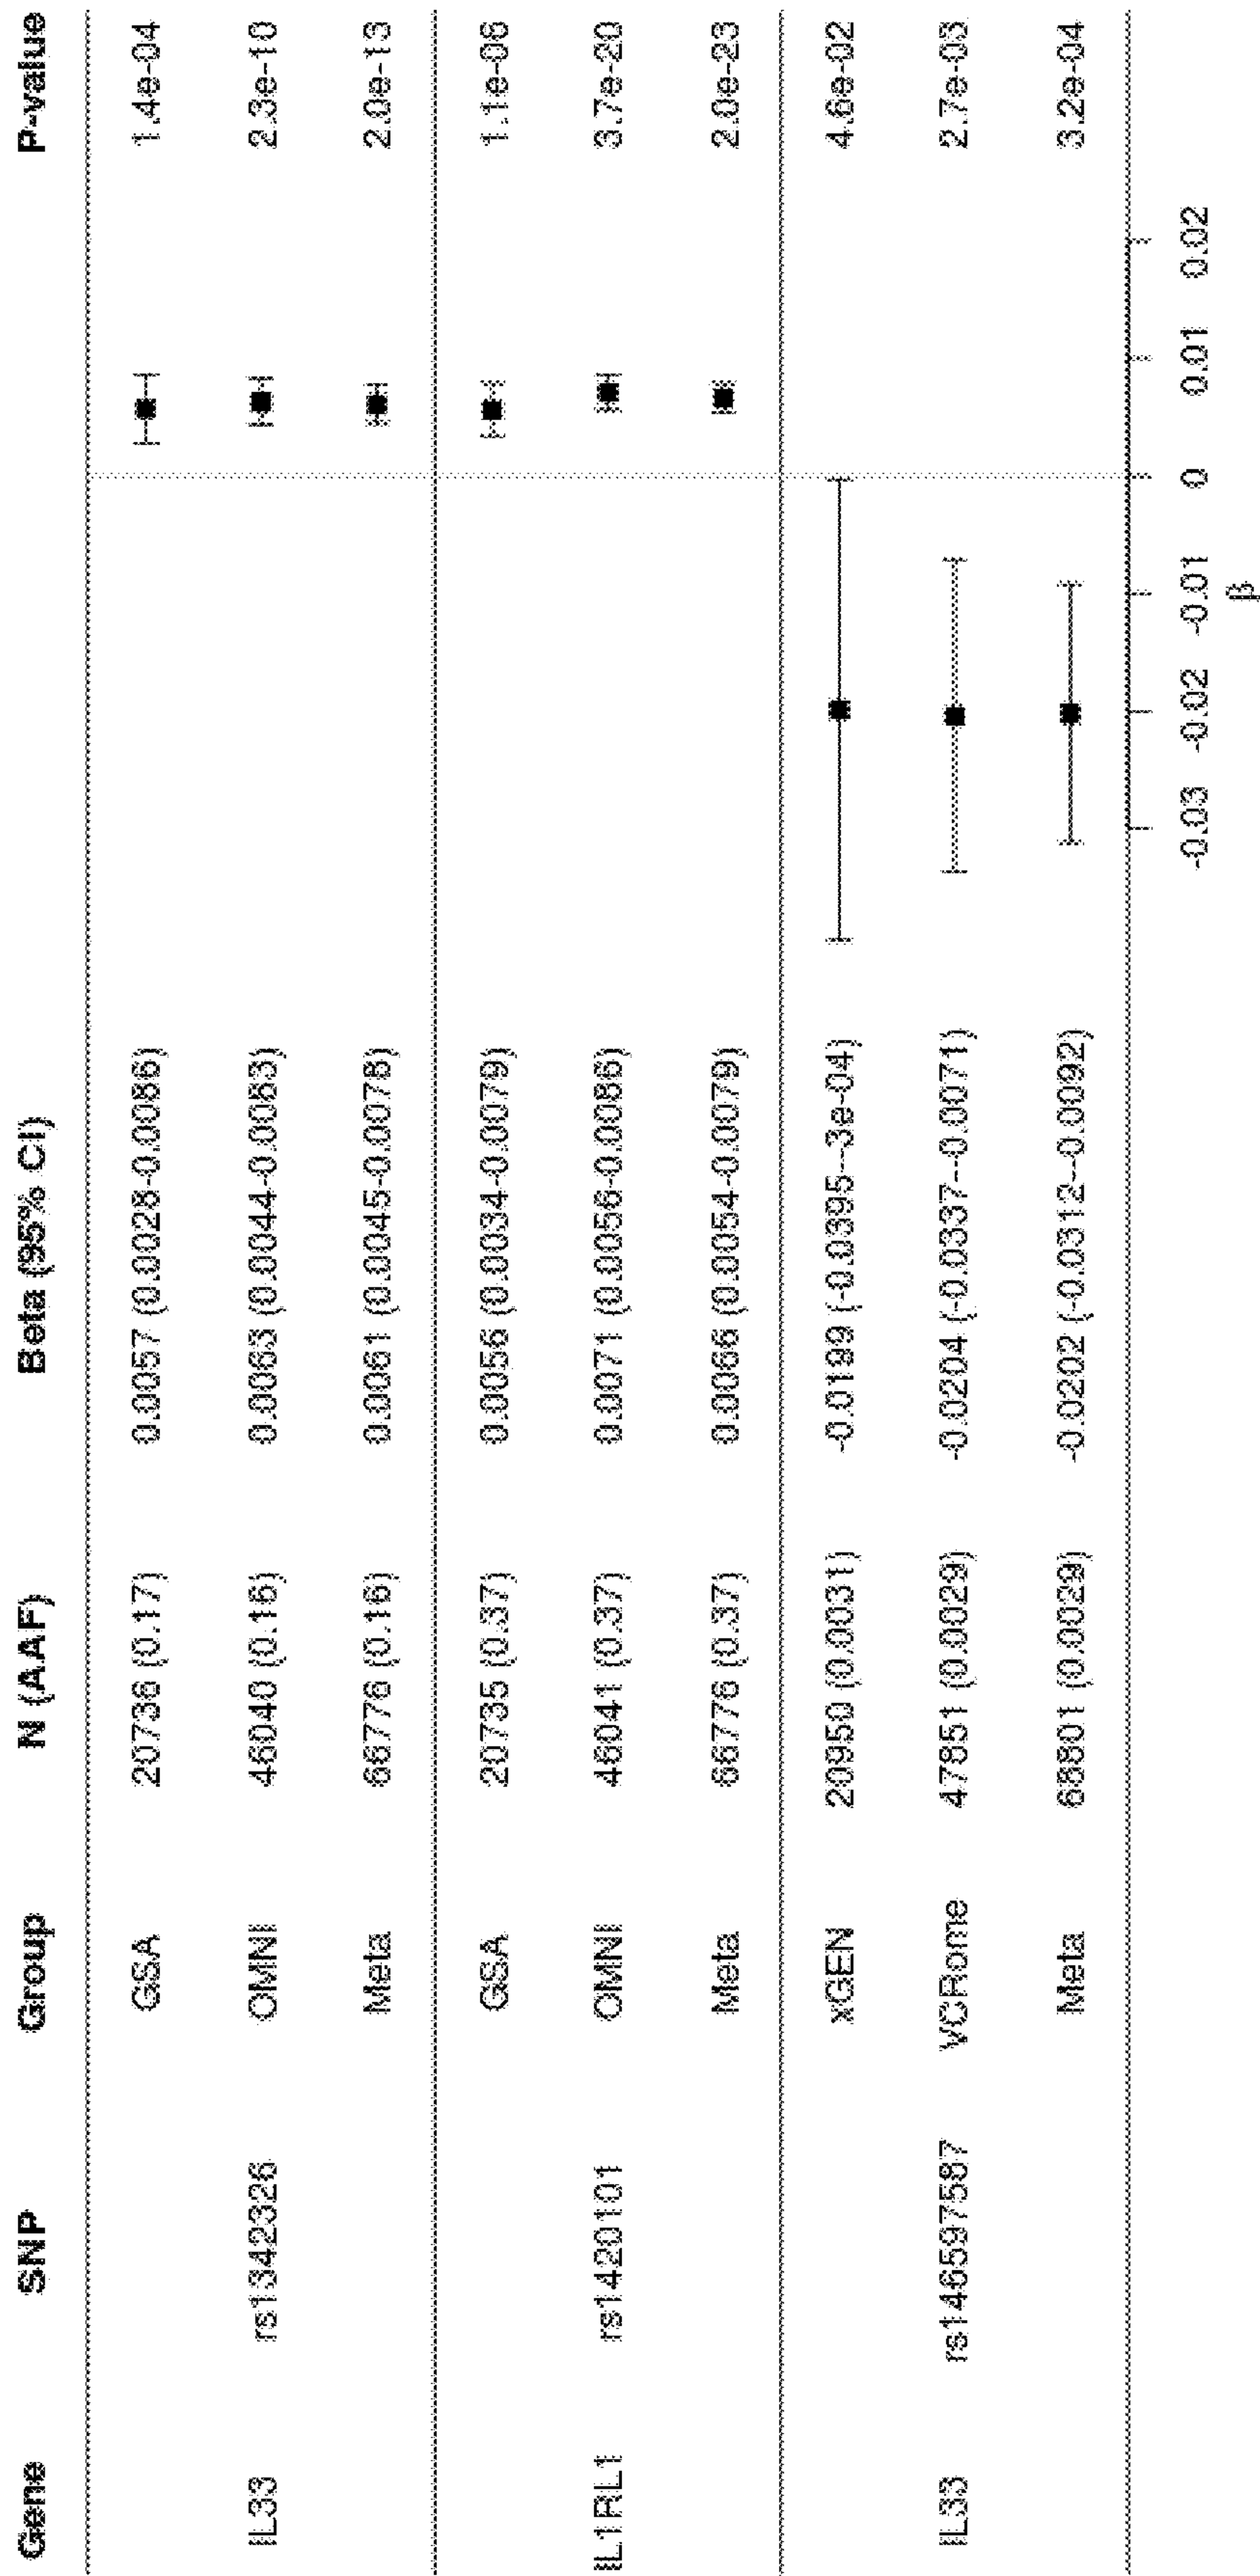 Gene SNP Group N (AAF) Beta (95% CI) P-value
GSA 20736 (0.17) 0.0057 (0.0028-0.0086) 1.4e-04
IL33 rs1342326 OMNI 46040 (0.16) 0.0063 (0.0044-0.0083) 2.3e-10
Meta 66776 (0.16) 0.0061 (0.0045-0.0078) 2.0e-13
GSA 20735 (0.37) 0.0056 (0.0034-0.0079) 1.1e-06
IL1RL1 rs1420101 OMNI 46041 (0.37) 0.0071 (0.0056-0.0086) 3.7e-20
Meta 66776 (0.37) 0.0066 (0.0054-0.0079) 2.0e-23
xGEN 20950 (0.0031) -0.0199 (-0.0395--3e-04) 4.6e-02
IL33 rs146597587 VCRome 47851 (0.0029) -0.0204 (-0.0337--0.0071) 2.7e-03
Meta 68801 (0.0029) -0.0202 (-0.0312--0.0092) 3.2e-04
-0.03 -0.02 -0.01 0 0.01 0.02
β